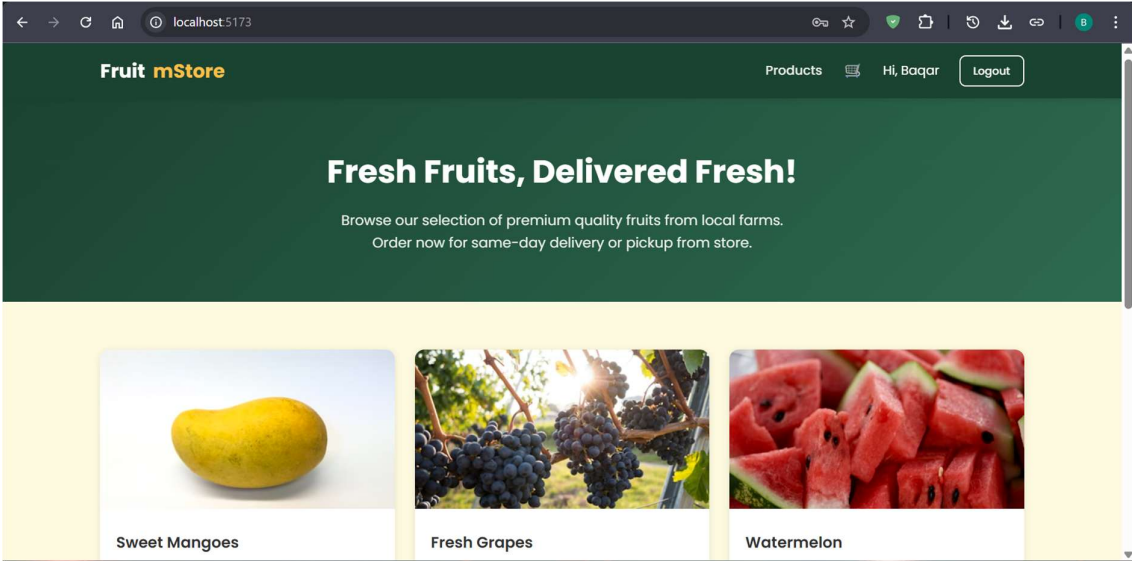 localhost:5173
B
Fruit mStore
Products
Hi, Baqar
Logout
Fresh Fruits, Delivered Fresh!
Browse our selection of premium quality fruits from local farms.
Order now for same-day delivery or pickup from store.
Sweet Mangoes
Fresh Grapes
Watermelon